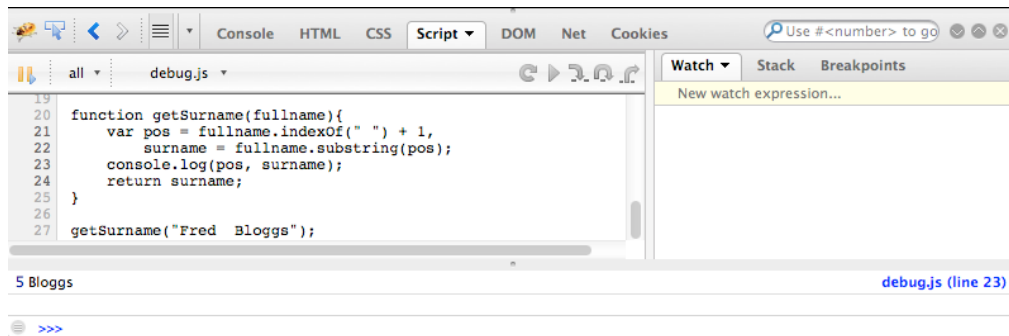 Console HTML CSS Script DOM Net Cookies Use #<number> to go
all debug.js Watch Stack Breakpoints
New watch expression...
19
20 function getSurname(fullname){
21 var pos = fullname.indexOf(" ") + 1,
22 surname = fullname.substring(pos);
23 console.log(pos, surname);
24 return surname;
25 }
26
27 getSurname("Fred  Bloggs");
5 Bloggs debug.js (line 23)
>>>